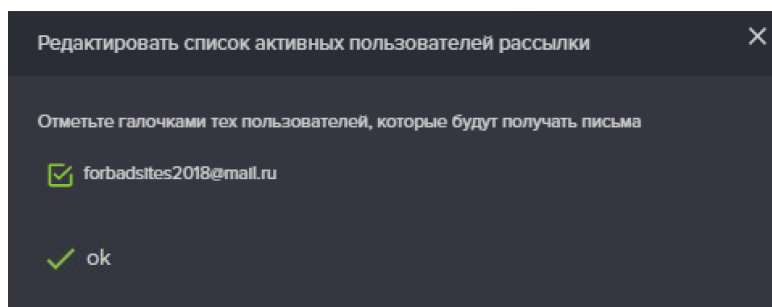 Редактировать список активных пользователей рассылки
Отметьте галочками тех пользователей, которые будут получать письма
forbadsites2018@mail.ru
ok